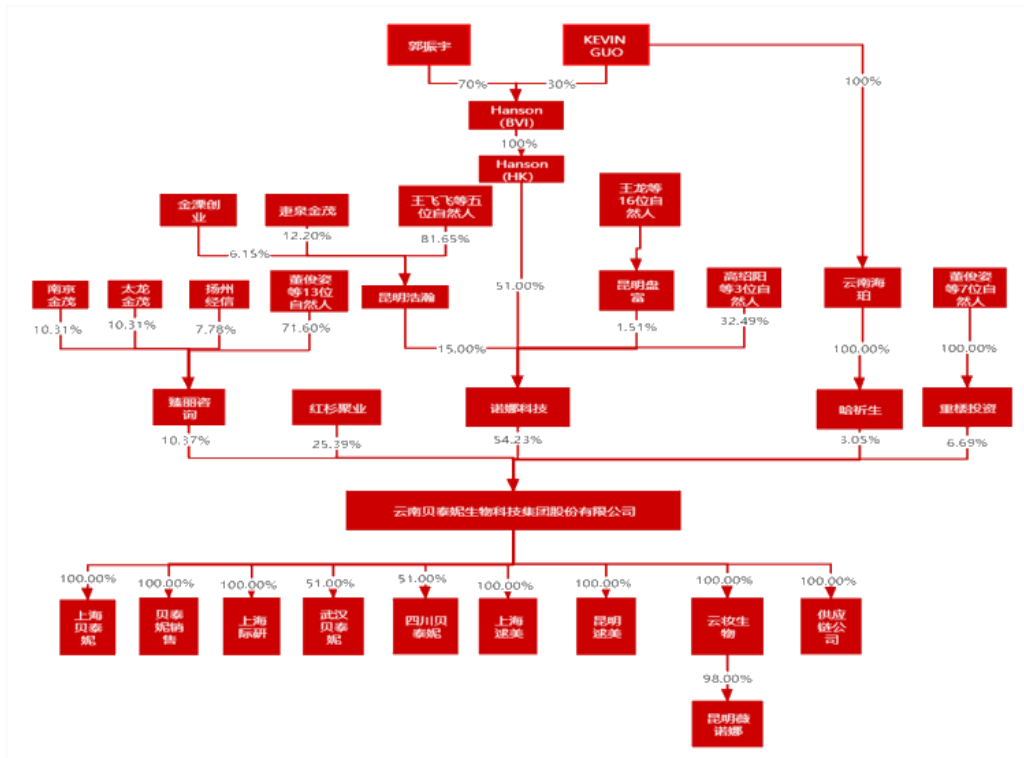 郭振宇
KEVIN
GUO
70%
30%
100%
Hanson
(BVI)
100%
Hanson
(HK)
金溧创
业
金茂
王飞飞等五
位自然人
王龙等
16位自
然人
6.15%
12.20%
81.65%
南京
金茂
太龙
金茂
扬州
经信
董俊姿
等13位
自然人
昆明浩瀚
51.00%
昆明盘
富
高绍阳
等3位自
然人
云南海
珀
董俊姿
等7位自
然人
10.31%
10.31%
7.78%
71.60%
15.00%
1.51%
32.49%
100.00%
100.00%
臻丽咨
询
红杉聚业
诺娜科技
哈祈生
重楼投资
10.37%
25.39%
54.23%
3.05%
6.69%
云南贝泰妮生物科技集团股份有限公司
100.00%
100.00%
100.00%
51.00%
51.00%
100.00%
100.00%
100.00%
100.00%
上海
贝泰
妮
贝泰
妮销
售
上海
际研
武汉
贝泰
妮
四川贝
泰妮
上海
逑美
昆明
逑美
云妆生
物
供应
链公
司
98.00%
昆明薇
诺娜